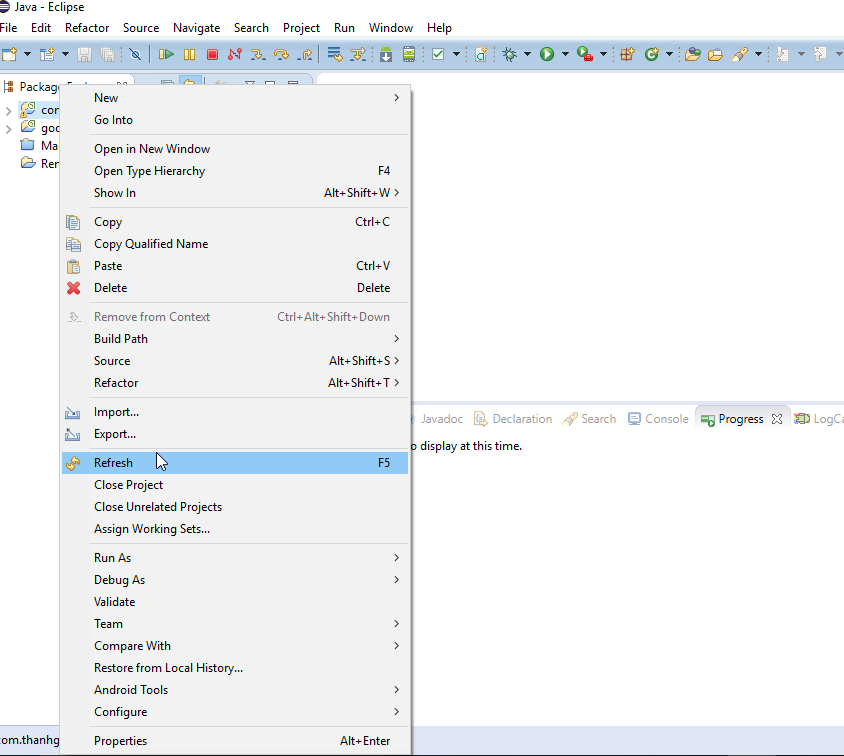 Java - Eclipse
File Edit Refactor Source Navigate Search Project Run Window Help
Package
com
goo
Ma
Ren
New
Go Into
Open in New Window
Open Type Hierarchy F4
Show In Alt+Shift+W
Copy Ctrl+C
Copy Qualified Name
Paste Ctrl+V
Delete Delete
Remove from Context Ctrl+Alt+Shift+Down
Build Path
Source Alt+Shift+S
Refactor Alt+Shift+T
Import...
Export...
Refresh F5
Close Project
Close Unrelated Projects
Assign Working Sets...
Run As
Debug As
Validate
Team
Compare With
Restore from Local History...
Android Tools
Configure
Properties Alt+Enter
Javadoc Declaration Search Console Progress LogCa
o display at this time.
com.thanhg